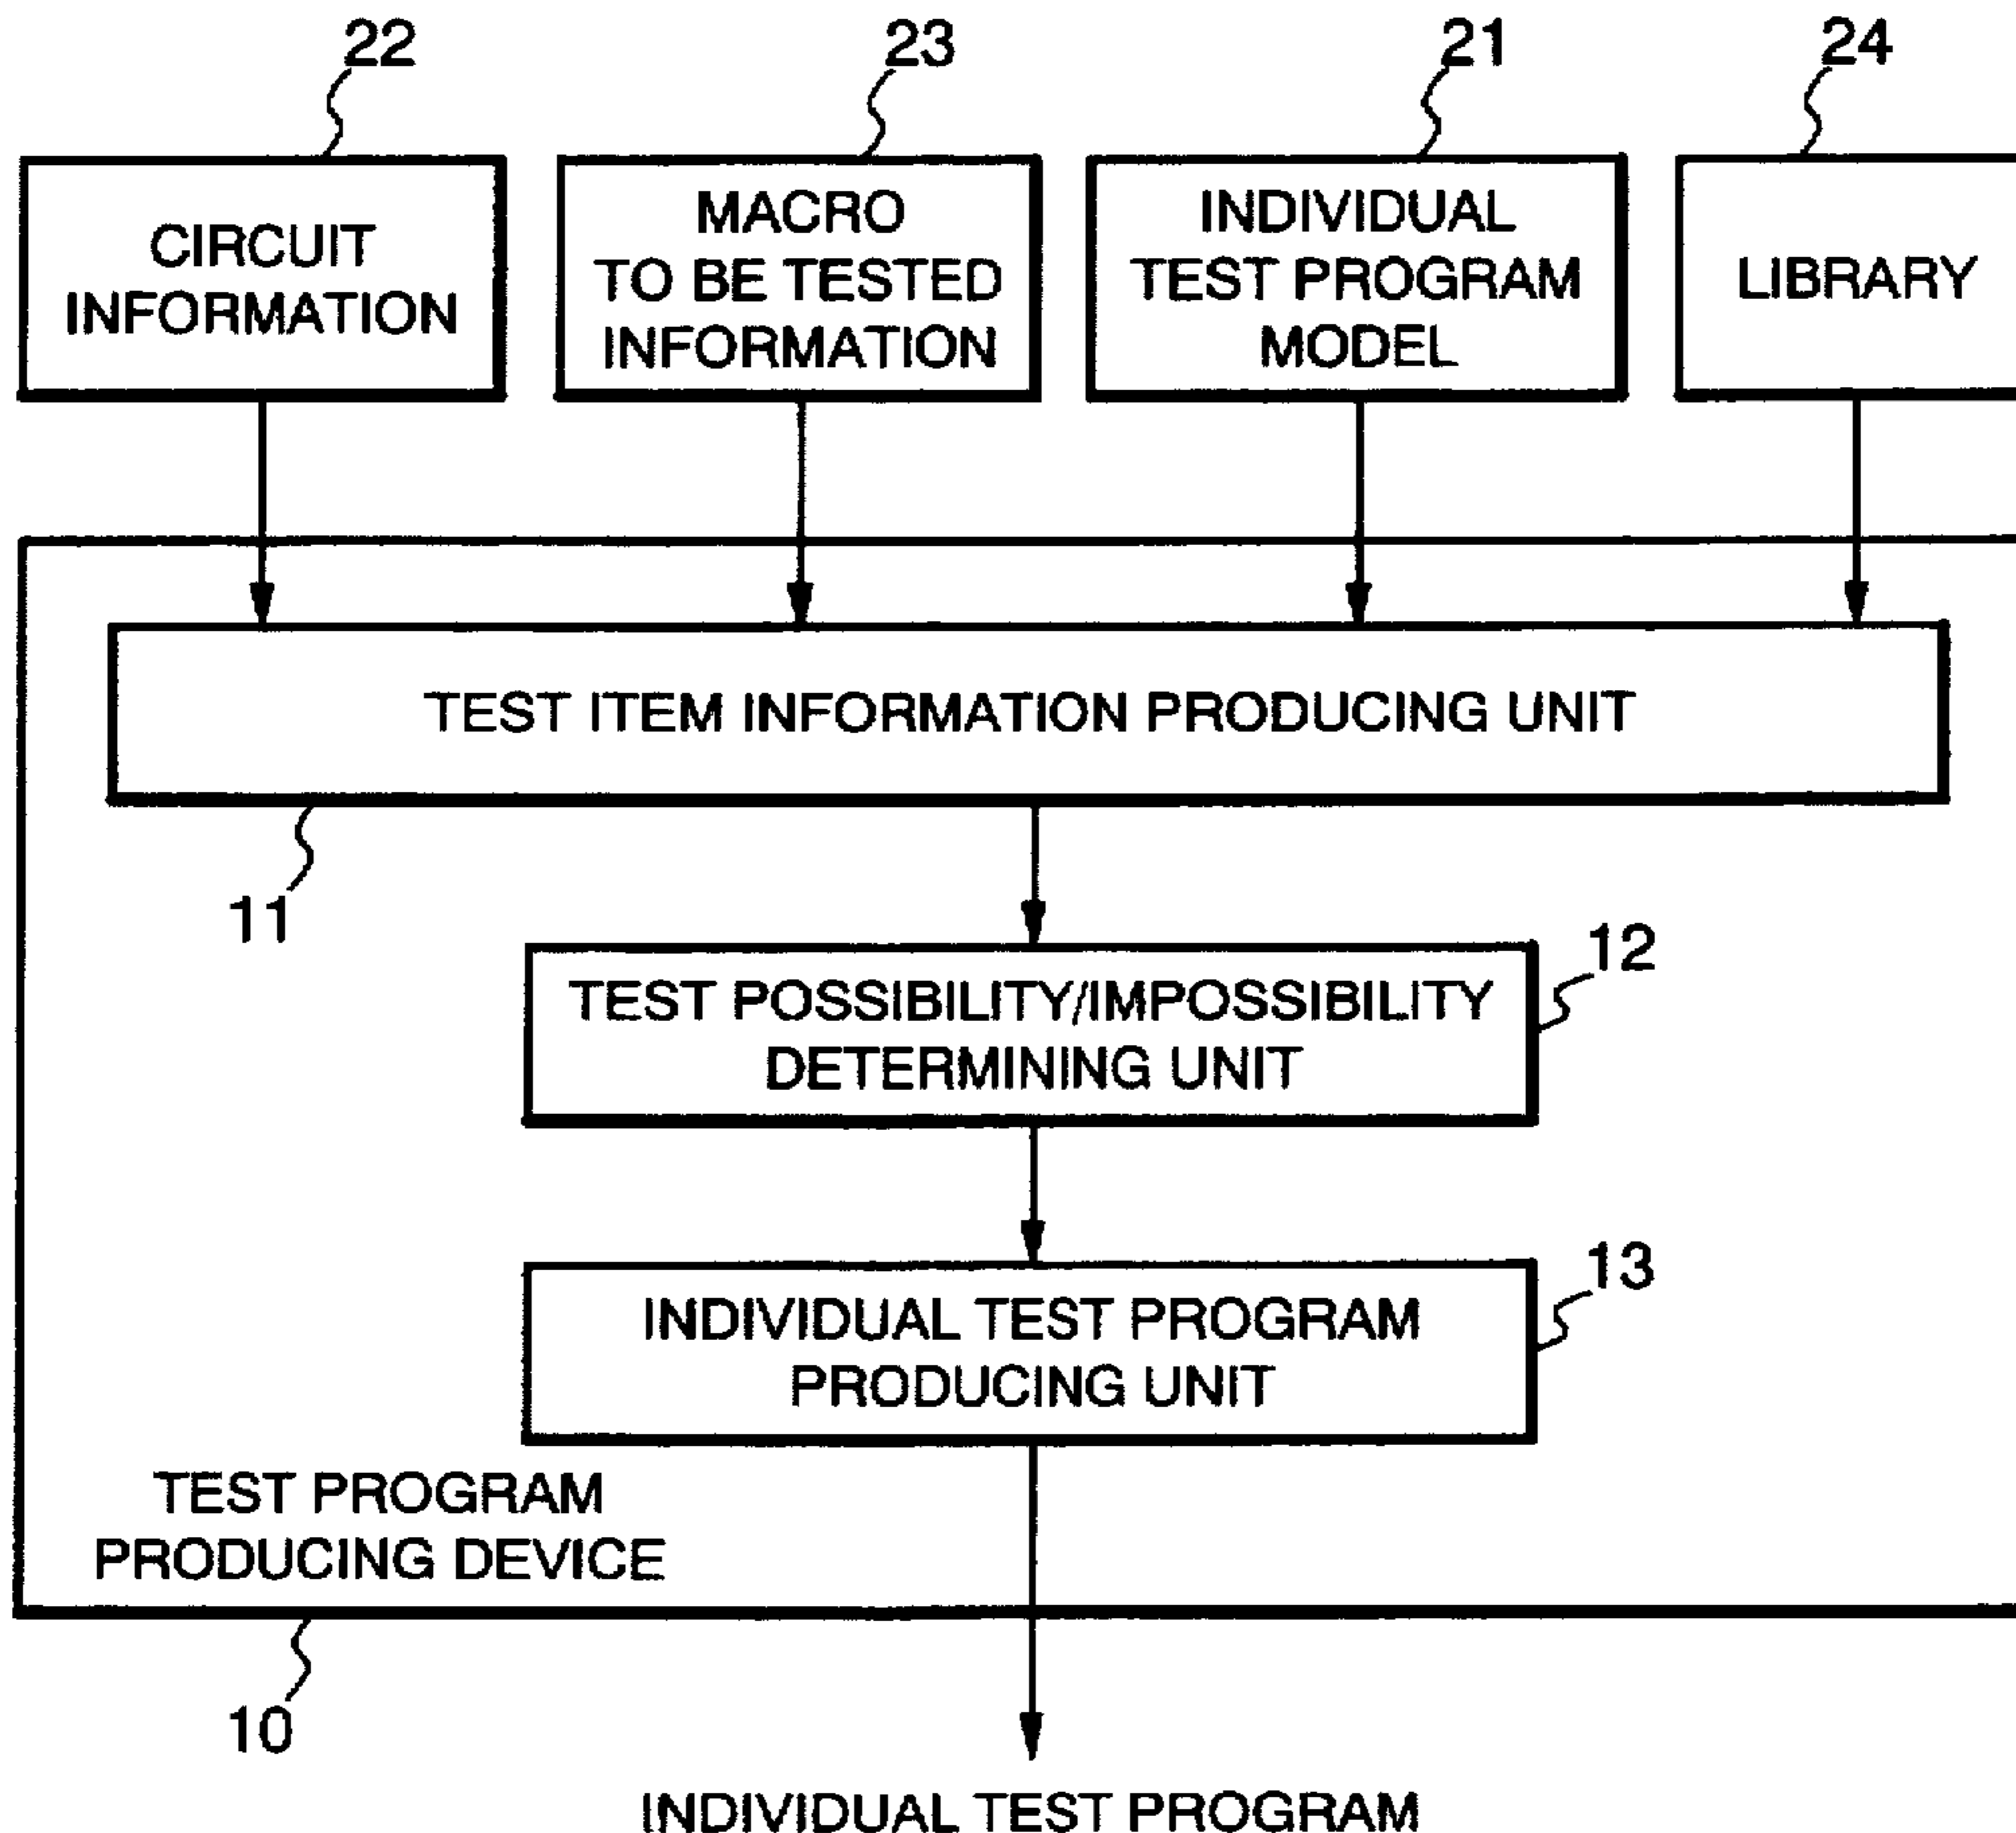 22
23
21
24
CIRCUIT
INFORMATION
MACRO
TO BE TESTED
INFORMATION
INDIVIDUAL
TEST PROGRAM
MODEL
LIBRARY
TEST ITEM INFORMATION PRODUCING UNIT
11
TEST POSSIBILITY/IMPOSSIBILITY
DETERMINING UNIT
12
INDIVIDUAL TEST PROGRAM
PRODUCING UNIT
13
TEST PROGRAM
PRODUCING DEVICE
10
INDIVIDUAL TEST PROGRAM